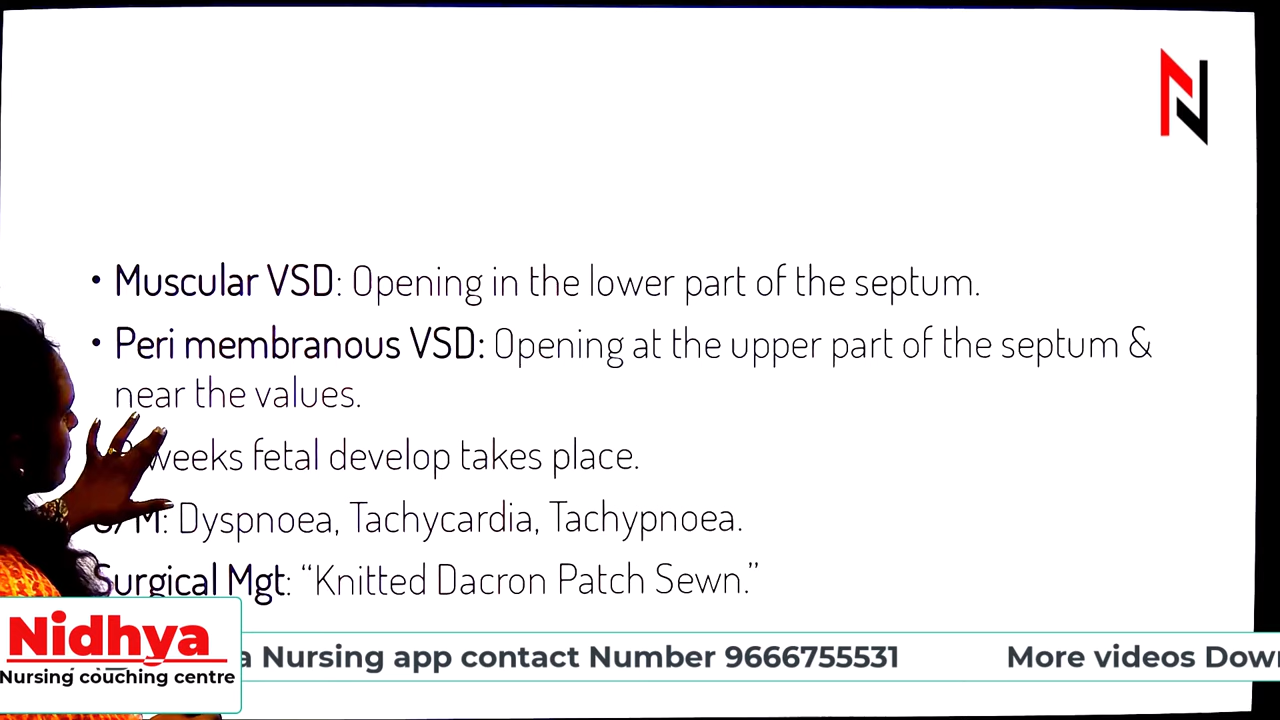 • Muscular VSD: Opening in the lower part of the septum.
• Peri membranous VSD: Opening at the upper part of the septum &
near the values.
weeks fetal develop takes place.
Dyspnoea, Tachycardia, Tachypnoea.
Surgical Mgt: “Knitted Dacron Patch Sewn.”
Nidhya
Nursing couching centre
a Nursing app contact Number 9666755531 More videos Down